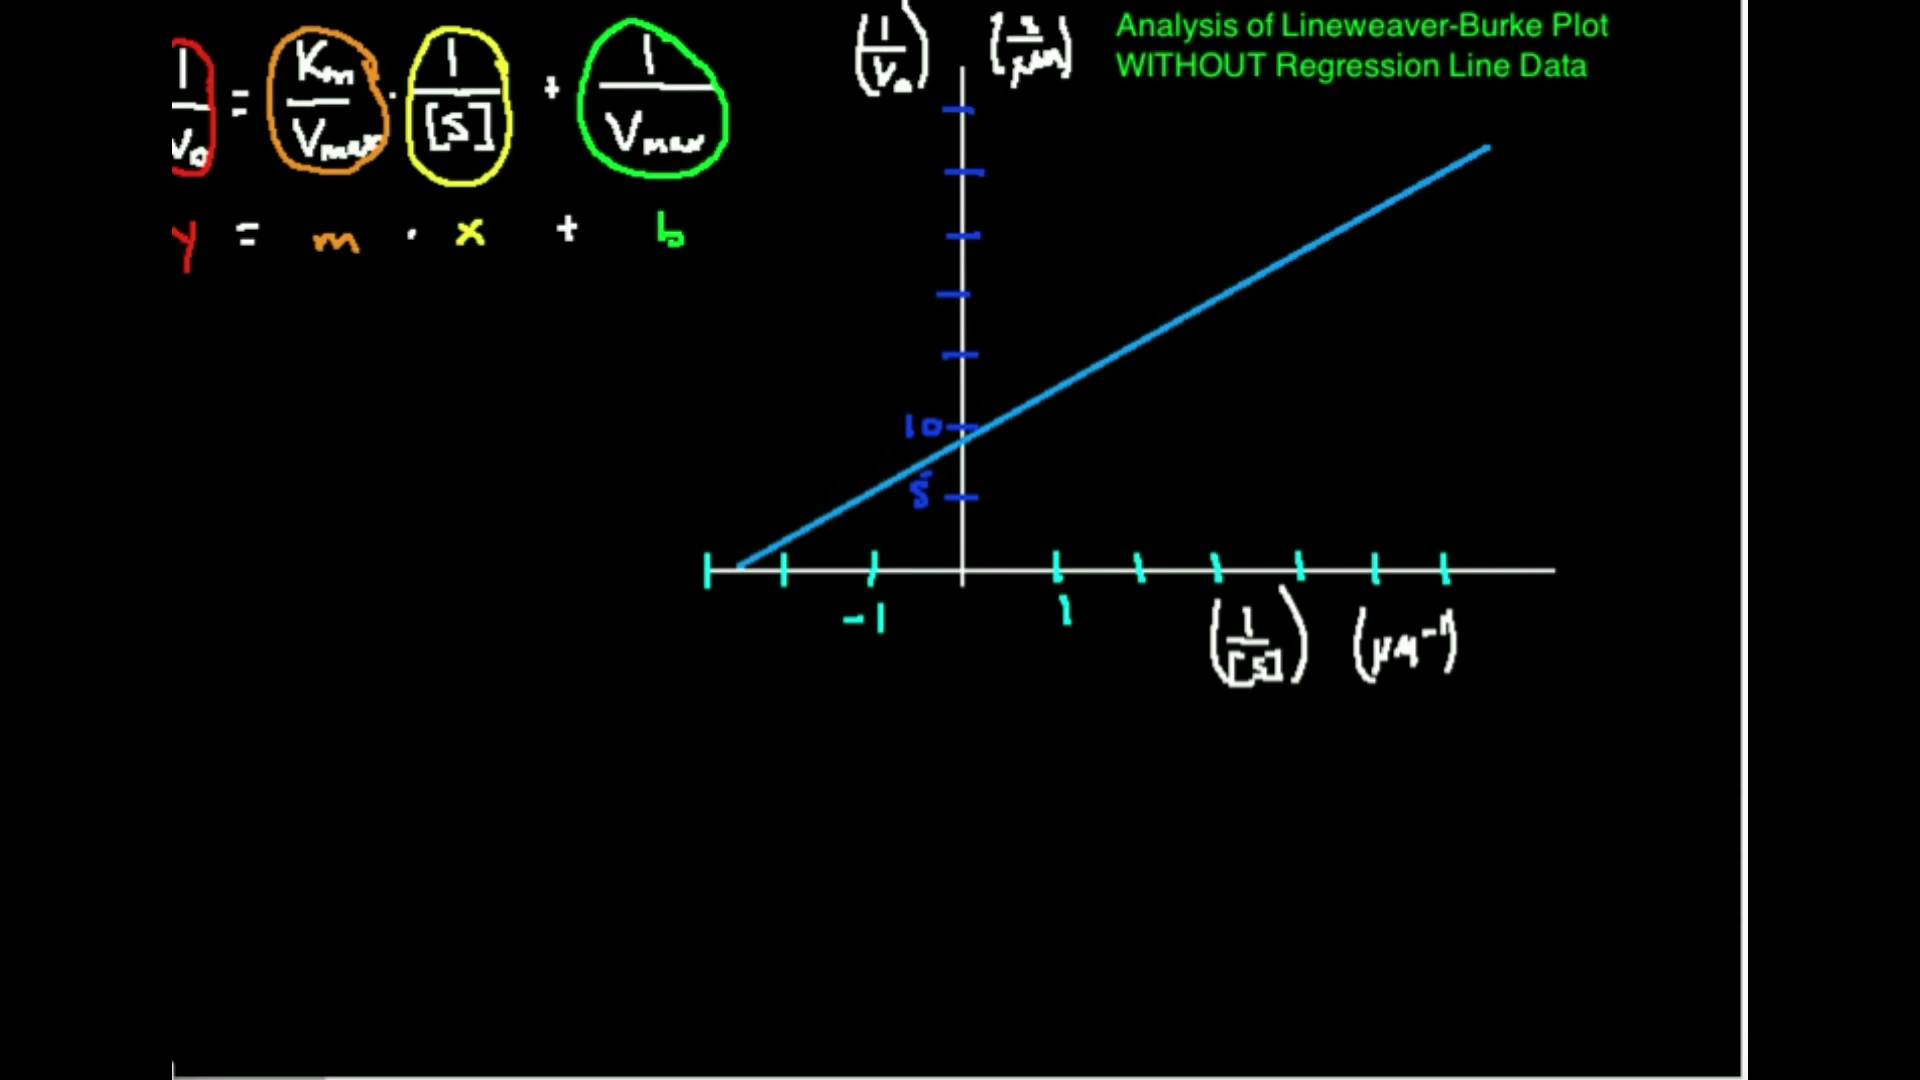 Analysis of Lineweaver-Burke Plot
WITHOUT Regression Line Data
1/V₀ = Km/Vmax · 1/[S] + 1/Vmax
y = m · x + b
(1/V₀) (s/μM)
10
5
-1 1
(1/[S]) (μM⁻¹)